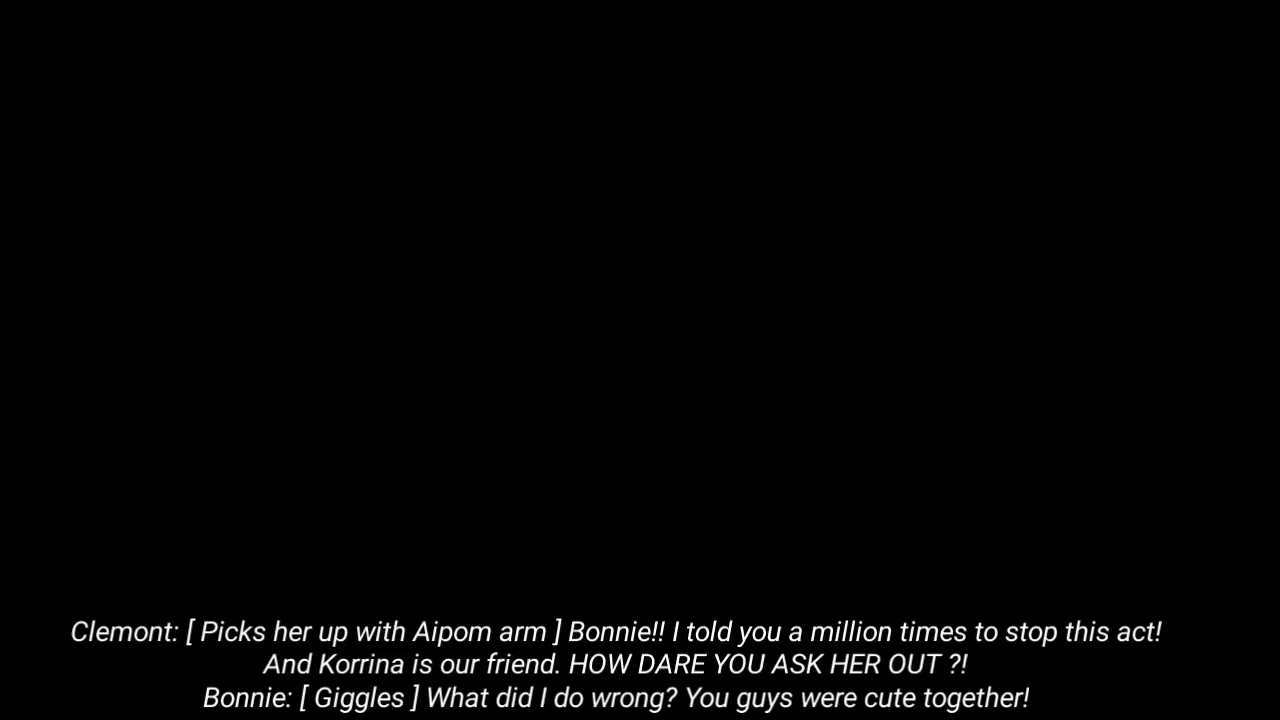 Clemont: [ Picks her up with Aipom arm ] Bonnie!! I told you a million times to stop this act!
And Korrina is our friend. HOW DARE YOU ASK HER OUT ?!
Bonnie: [ Giggles ] What did I do wrong? You guys were cute together!